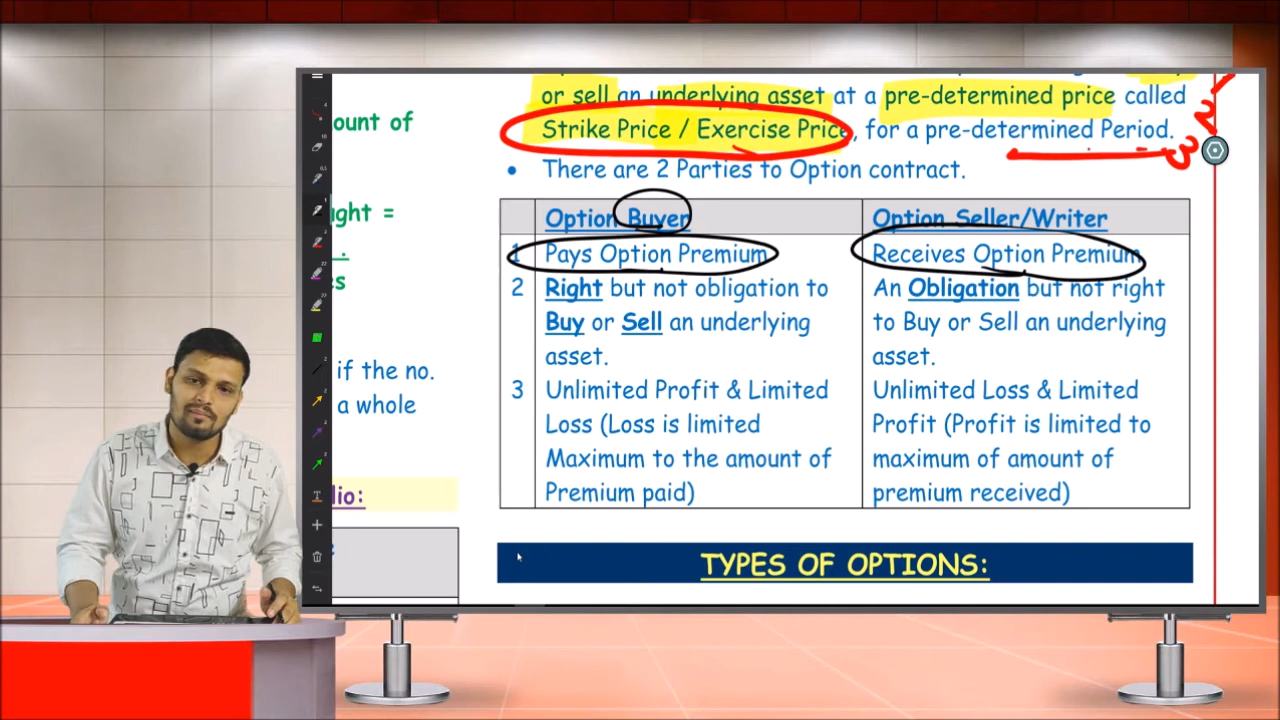 or sell an underlying asset at a pre-determined price called
Strike Price / Exercise Price, for a pre-determined Period.
• There are 2 Parties to Option contract.
Option Buyer
Option Seller/Writer
1 Pays Option Premium
Receives Option Premium
2 Right but not obligation to
Buy or Sell an underlying
asset.
An Obligation but not right
to Buy or Sell an underlying
asset.
3 Unlimited Profit & Limited
Loss (Loss is limited
Maximum to the amount of
Premium paid)
Unlimited Loss & Limited
Profit (Profit is limited to
maximum of amount of
premium received)
TYPES OF OPTIONS:
ount of
ght =
if the no.
a whole
lio: